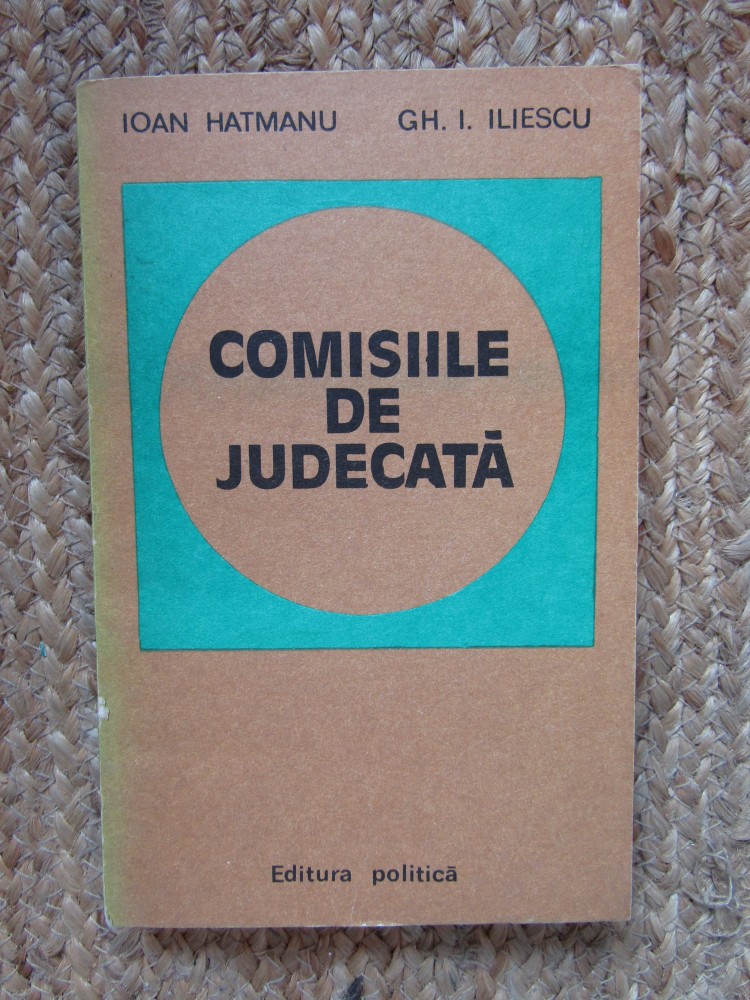 IOAN HATMANU GH. I. ILIESCU
COMISIILE
DE
JUDECATĂ
Editura politică